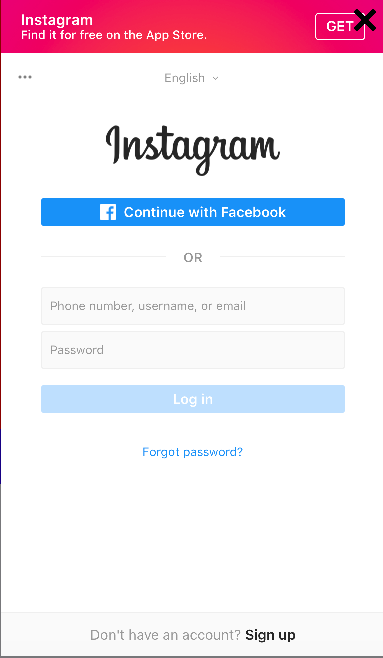 Instagram
Find it for free on the App Store.
GET
English
Instagram
Continue with Facebook
OR
Phone number, username, or email
Password
Log in
Forgot password?
Don't have an account? Sign up